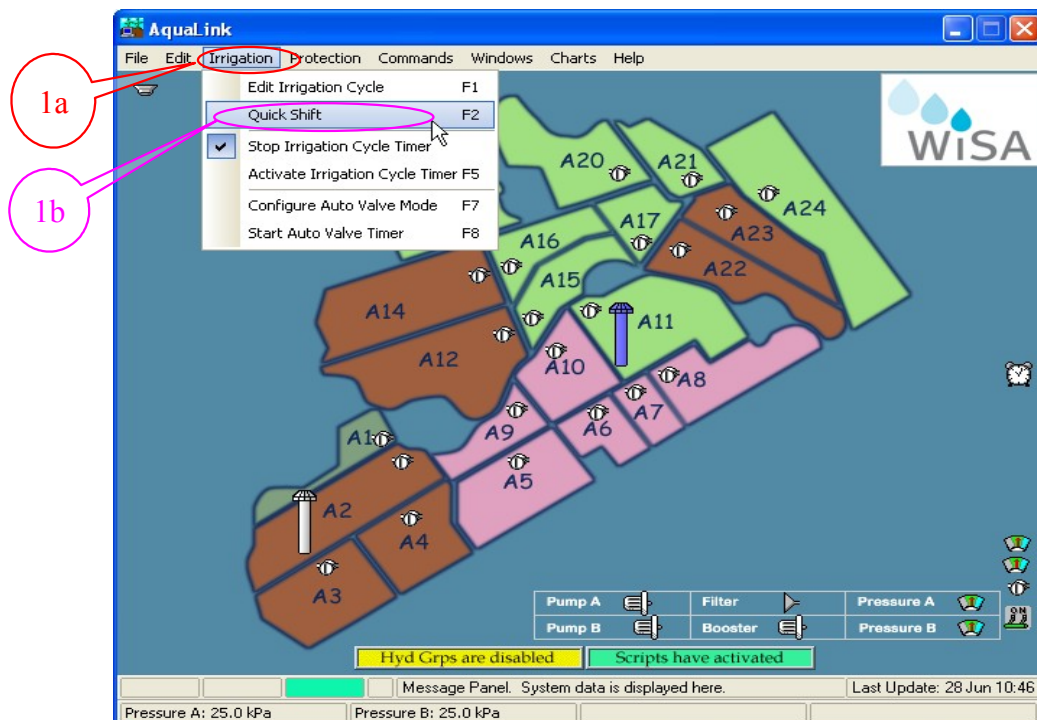 AquaLink
File Edit Irrigation Protection Commands Windows Charts Help
1a
Edit Irrigation Cycle F1
1b
Quick Shift F2
Stop Irrigation Cycle Timer
Activate Irrigation Cycle Timer F5
Configure Auto Valve Mode F7
Start Auto Valve Timer F8
WiSA
A20
A21
A24
A17
A23
A16
A22
A15
A14
A11
A12
A10
A8
A7
A9
A6
A1
A5
A2
A4
A3
Pump A Filter Pressure A
Pump B Booster Pressure B
ON
Hyd Grps are disabled Scripts have activated
Message Panel. System data is displayed here. Last Update: 28 Jun 10:46
Pressure A: 25.0 kPa Pressure B: 25.0 kPa